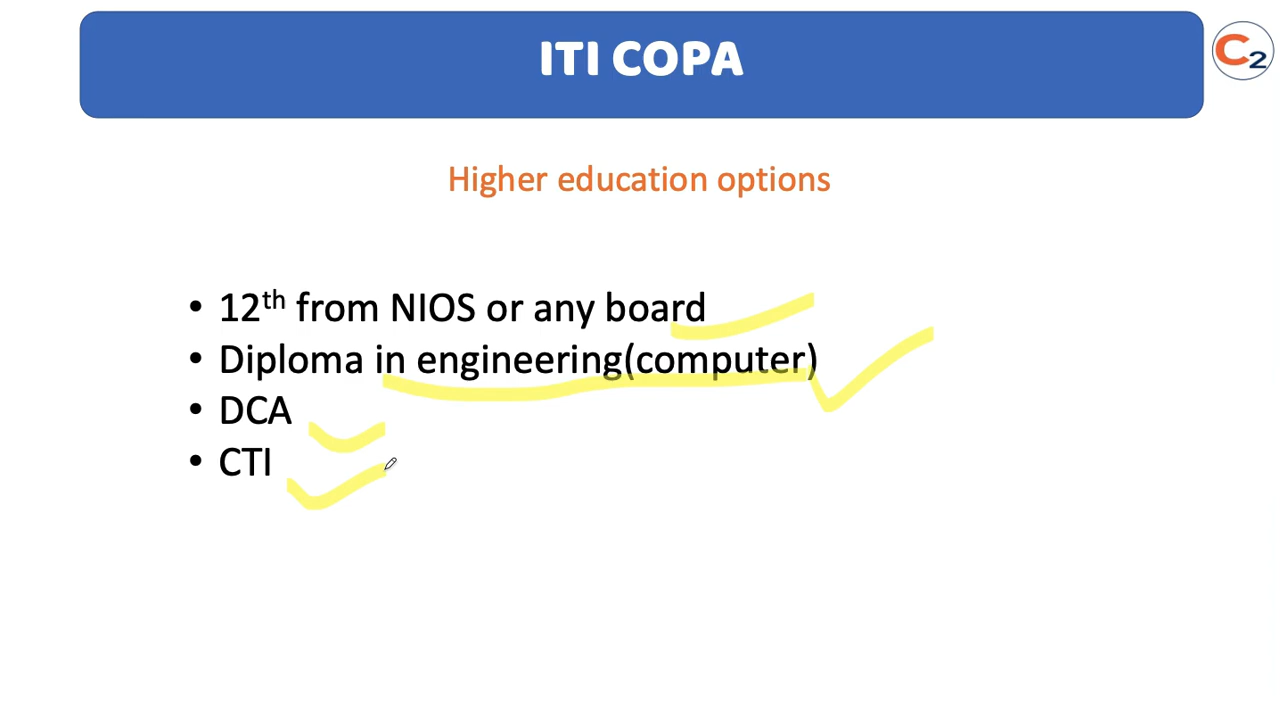 ITI COPA
C2
Higher education options
• 12th from NIOS or any board
• Diploma in engineering(computer)
• DCA
• CTI